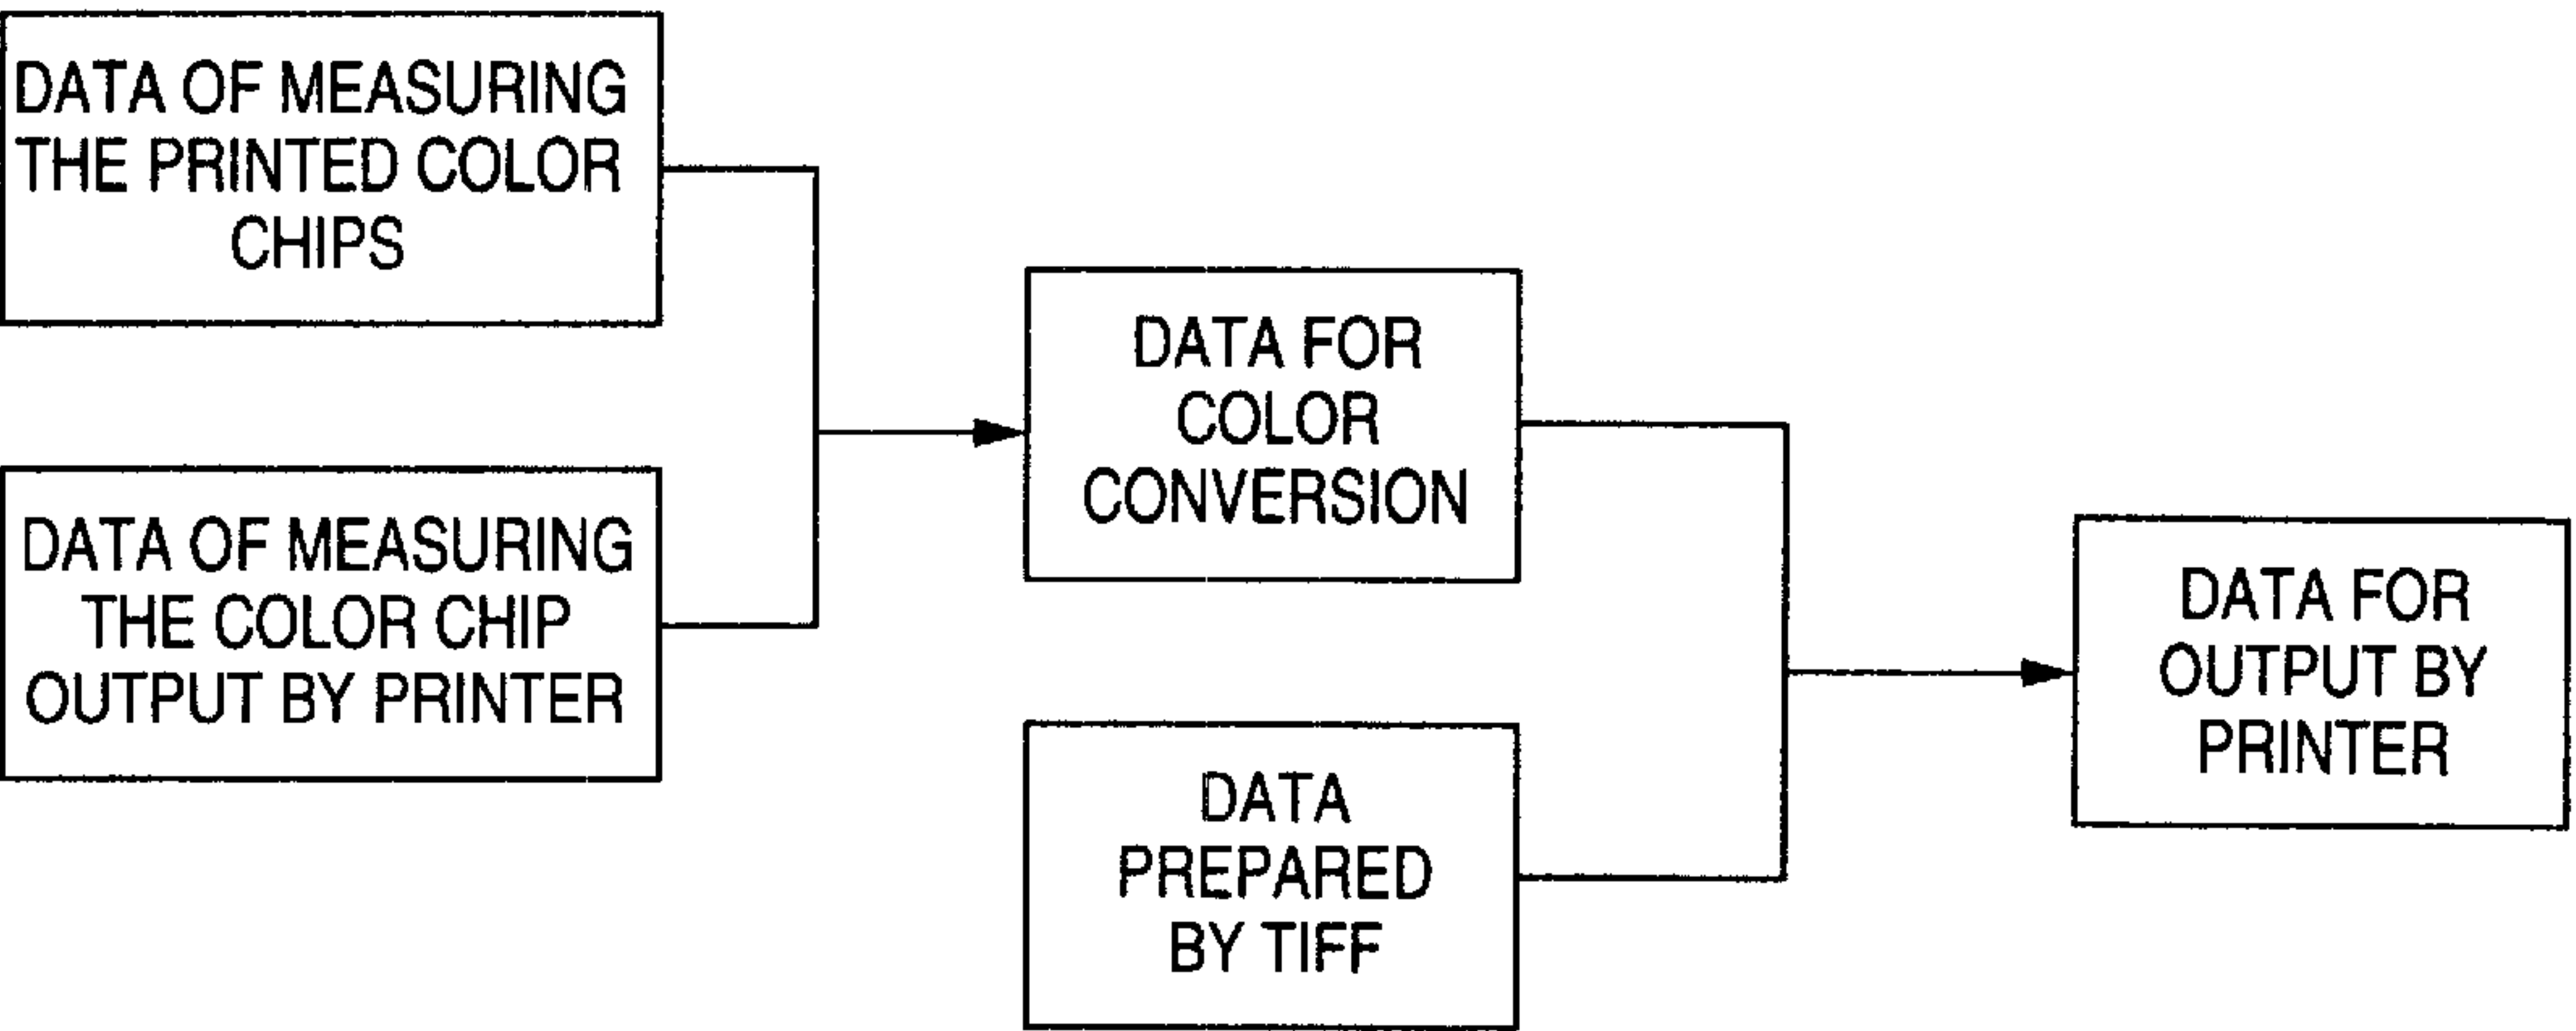 DATA OF MEASURING
THE PRINTED COLOR
CHIPS
DATA OF MEASURING
THE COLOR CHIP
OUTPUT BY PRINTER
DATA FOR
COLOR
CONVERSION
DATA
PREPARED
BY TIFF
DATA FOR
OUTPUT BY
PRINTER